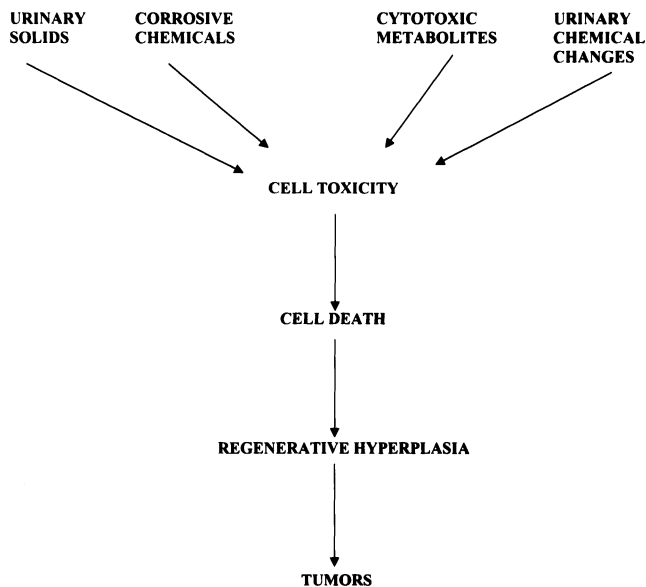 URINARY
SOLIDS
CORROSIVE
CHEMICALS
CYTOTOXIC
METABOLITES
URINARY
CHEMICAL
CHANGES
CELL TOXICITY
CELL DEATH
REGENERATIVE HYPERPLASIA
TUMORS